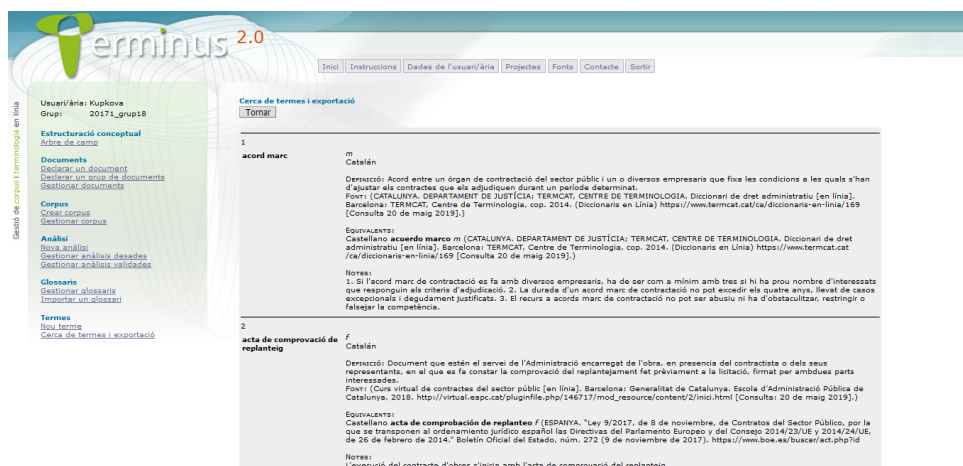 Terminus 2.0
Inici Instruccions Dades de l'usuari/ària Projectes Fonts Contacte Sortir
Gestió de corpus i terminologia en línia
Usuari/ària: Kupkova
Grup: 20171_grup18
Estructuració conceptual
Arbre de camp
Documents
Declarar un document
Declarar un grup de documents
Gestionar documents
Corpus
Crear corpus
Gestionar corpus
Anàlisi
Nova anàlisi
Gestionar anàlisis desades
Gestionar anàlisis validades
Glossaris
Gestionar glossaris
Importar un glossari
Termes
Nou terme
Cerca de termes i exportació
Cerca de termes i exportació
Tornar
1
acord marc
m
Catalán
Definició: Acord entre un órgan de contractació del sector públic i un o diversos empresaris que fixa les condicions a les quals s'han
d'ajustar els contractes que els adjudiquen durant un període determinat.
Font: (CATALUNYA. DEPARTAMENT DE JUSTÍCIA; TERMCAT, CENTRE DE TERMINOLOGIA. Diccionari de dret administratiu [en línia].
Barcelona: TERMCAT, Centre de Terminologia, cop. 2014. (Diccionaris en Línia) https://www.termcat.cat/ca/diccionaris-en-linia/169
[Consulta 20 de maig 2019].)
Equivalents:
Castellano acuerdo marco m (CATALUNYA. DEPARTAMENT DE JUSTÍCIA; TERMCAT, CENTRE DE TERMINOLOGIA. Diccionari de dret
administratiu [en línia]. Barcelona: TERMCAT, Centre de Terminologia, cop. 2014. (Diccionaris en Línia) https://www.termcat.cat
/ca/diccionaris-en-linia/169 [Consulta 20 de maig 2019].)
Notes:
1. Si l'acord marc de contractació es fa amb diversos empresaris, ha de ser com a mínim amb tres si hi ha prou nombre d'interessats
que responguin als criteris d'adjudicació. 2. La durada d'un acord marc de contractació no pot excedir els quatre anys, llevat de casos
excepcionals i degudament justificats. 3. El recurs a acords marc de contractació no pot ser abusiu ni ha d'obstaculitzar, restringir o
falsejar la competència.
2
acta de comprovació de
replanteig
f
Catalán
Definició: Document que estén el servei de l'Administració encarregat de l'obra, en presencia del contractista o dels seus
representants, en el que es fa constar la comprovació del replantejament fet prèviament a la licitació, firmat per ambdues parts
interessades.
Font: (Curs virtual de contractes del sector públic [en línia]. Barcelona: Generalitat de Catalunya. Escola d'Administració Pública de
Catalunya, 2018. http://virtual.eapc.cat/pluginfile.php/146717/mod_resource/content/2/inici.html [Consulta: 20 de maig 2019].)
Equivalents:
Castellano acta de comprobación de replanteo f (ESPANYA. "Ley 9/2017, de 8 de noviembre, de Contratos del Sector Público, por la
que se transponen al ordenamiento jurídico español las Directivas del Parlamento Europeo y del Consejo 2014/23/UE y 2014/24/UE,
de 26 de febrero de 2014." Boletín Oficial del Estado, núm. 272 (9 de noviembre de 2017). https://www.boe.es/buscar/act.php?id
Notes:
L'execució del contracte d'obres s'inicia amb l'acta de comprovació del replanteig.